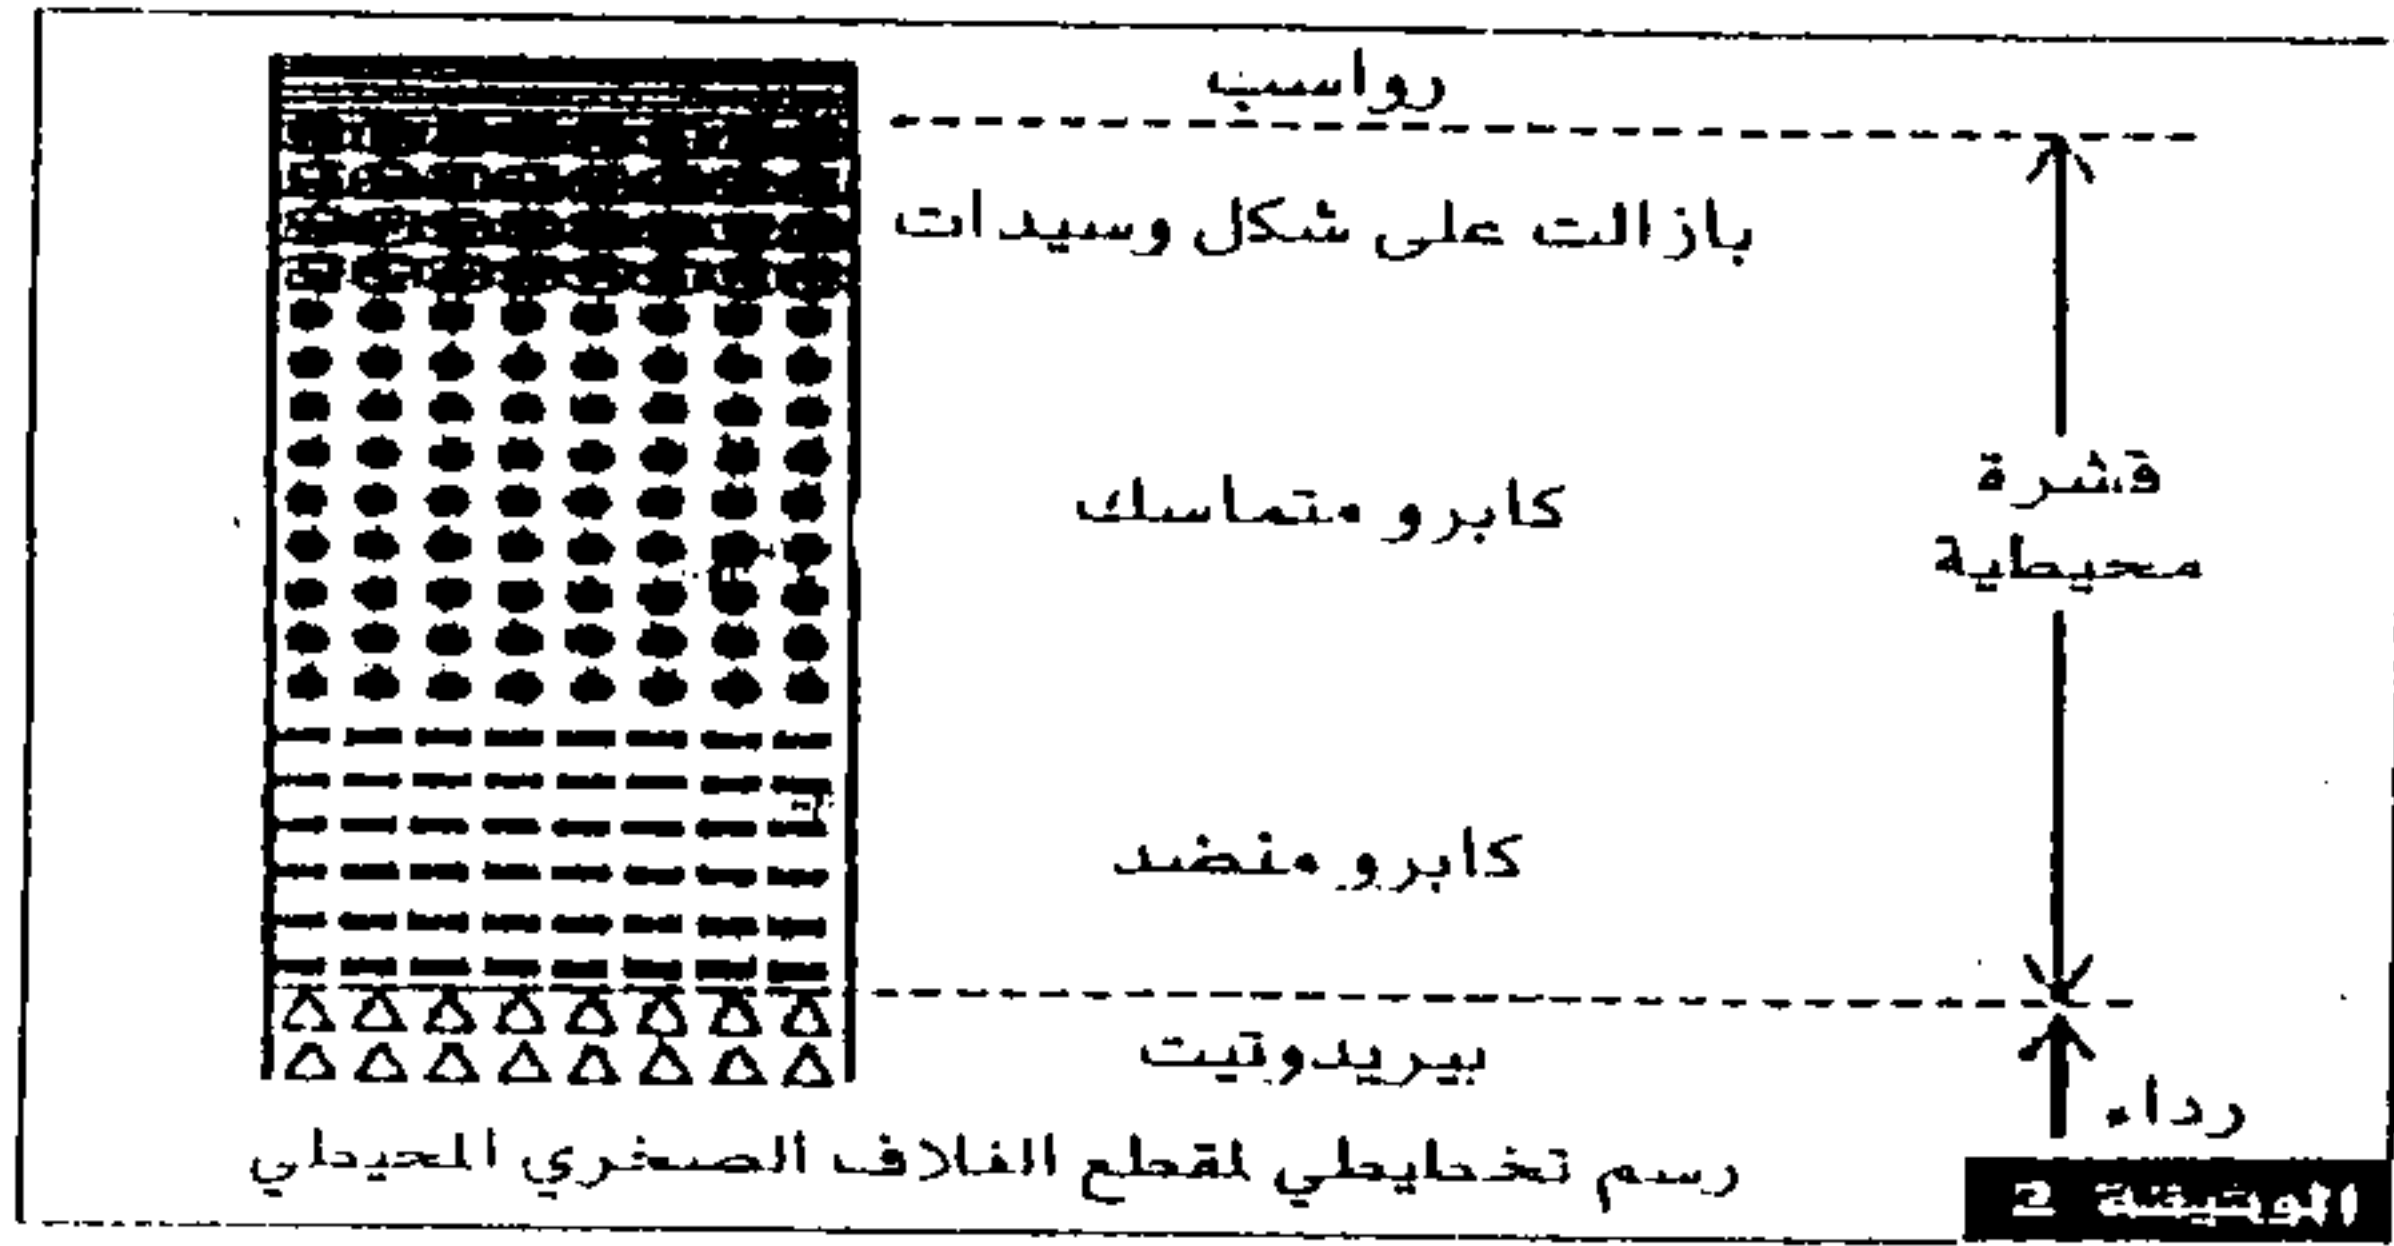 رواسب
بازالت على شكل وسيدات
كابرو متماسك
قشرة
محيطية
كابرو منضد
بيريدوتيت
رداء
رسم تخطيطي لمقطع الغلاف الصخري المحيطي
الوثيقة 2